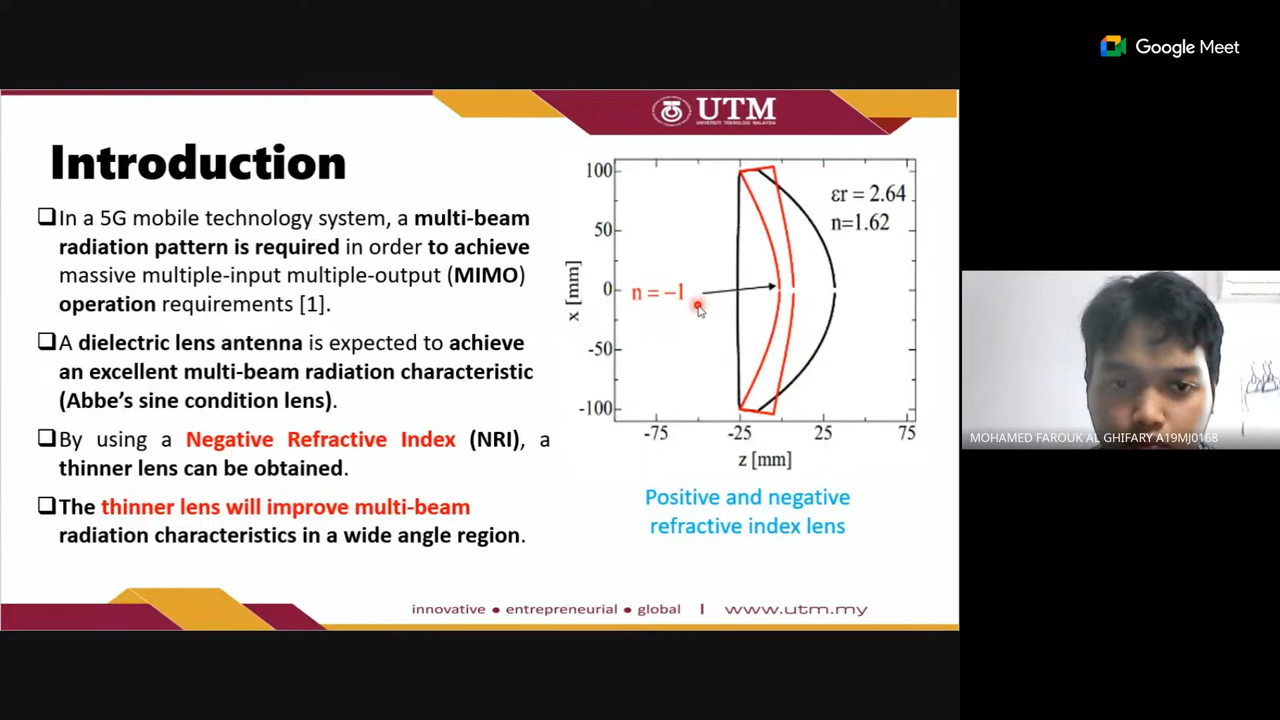 Google Meet
UTM
UNIVERSITI TEKNOLOGI MALAYSIA
Introduction
❑In a 5G mobile technology system, a multi-beam
radiation pattern is required in order to achieve
massive multiple-input multiple-output (MIMO)
operation requirements [1].
❑A dielectric lens antenna is expected to achieve
an excellent multi-beam radiation characteristic
(Abbe's sine condition lens).
❑By using a Negative Refractive Index (NRI), a
thinner lens can be obtained.
❑The thinner lens will improve multi-beam
radiation characteristics in a wide angle region.
100
50
0
-50
-100
x [mm]
εr = 2.64
n=1.62
n = −1
-75
-25
25
75
z [mm]
Positive and negative
refractive index lens
MOHAMED FAROUK AL GHIFARY A19MJ0168
innovative ● entrepreneurial ● global | www.utm.my